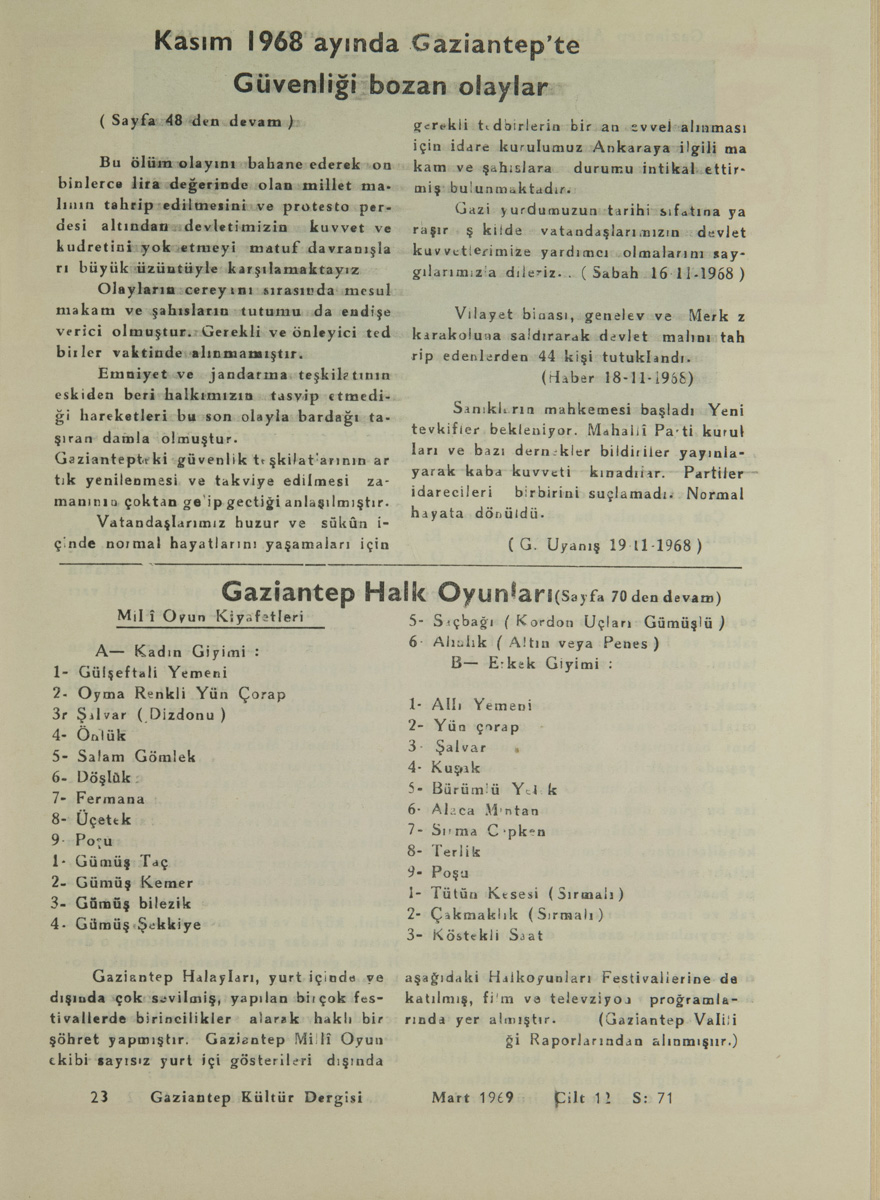 Kasım 1968 ayında Gaziantep'te
Güvenliği bozan olaylar
( Sayfa 48 den devam )
Bu ölüm olayını bahane ederek on
binlerce lira değerinde olan millet ma-
lının tahrip edilmesini ve protesto per-
desi altından devletimizin kuvvet ve
kudretini yok etmeyi matuf davranışla
rı büyük üzüntüyle karşılamaktayız
Olayların cereyanı sırasında mesul
makam ve şahısların tutumu da endişe
verici olmuştur. Gerekli ve önleyici ted
birler vaktinde alınmamıştır.
Emniyet ve jandarma teşkilatının
eskiden beri halkımızın tasvip etmedi-
ği hareketleri bu son olayla bardağı ta-
şıran damla olmuştur.
Gaziantepteki güvenlik teşkilatlarının ar
tık yenilenmesi ve takviye edilmesi za-
manının çoktan gelip geçtiği anlaşılmıştır.
Vatandaşlarımız huzur ve sükûn i-
çinde normal hayatlarını yaşamaları için
gerekli tedbirlerin bir an evvel alınması
için idare kurulumuz Ankaraya ilgili ma
kam ve şahıslara durumu intikal ettir-
miş bulunmaktadır.
Gazi yurdumuzun tarihi sıfatına ya
raşır ş kilde vatandaşlarımızın devlet
kuvvetlerimize yardımcı olmalarını say-
gılarımızla dileriz.. ( Sabah 16 11-1968 )
Vilayet binası, genelev ve Merk z
karakoluna saldırarak devlet malını tah
rip edenlerden 44 kişi tutuklandı.
(Haber 18-11-1968)
Sanıkların mahkemesi başladı Yeni
tevkifler bekleniyor. Mahallî Parti kurul
ları ve bazı dernekler bildiriler yayınla-
yarak kaba kuvveti kınadılar. Partiler
idarecileri birbirini suçlamadı. Normal
hayata dönüldü.
( G. Uyanış 19 11-1968 )
Gaziantep Halk Oyunları (Sayfa 70 den devam)
Millî Oyun Kiyafetleri
A— Kadın Giyimi :
1- Gülşeftali Yemeni
2- Oyma Renkli Yün Çorap
3r Şalvar ( Dizdonu )
4- Önlük
5- Salam Gömlek
6- Döşlük
7- Fermana
8- Üçetek
9- Poşu
1- Gümüş Taç
2- Gümüş Kemer
3- Gümüş bilezik
4- Gümüş Şekkiye
5- Saçbağı ( Kordon Uçları Gümüşlü )
6- Alınlık ( Altın veya Penes )
B— Erkek Giyimi :
1- Allı Yemeni
2- Yün çorap
3- Şalvar
4- Kuşak
5- Bürümlü Yelek
6- Alaca Mintan
7- Sırma Cepken
8- Terlik
9- Poşu
1- Tütün Kesesi ( Sırmalı )
2- Çakmaklık ( Sırmalı )
3- Köstekli Saat
Gaziantep Halayları, yurt içinde ve
dışında çok sevilmiş, yapılan birçok fes-
tivallerde birincilikler alarak haklı bir
şöhret yapmıştır. Gaziantep Millî Oyun
ekibi sayısız yurt içi gösterileri dışında
aşağıdaki Halkoyunları Festivallerine de
katılmış, film ve televziyon proğramla-
rında yer almıştır. (Gaziantep Valili
ği Raporlarından alınmışır.)
23 Gaziantep Kültür Dergisi Mart 1969 Cilt 12 S: 71